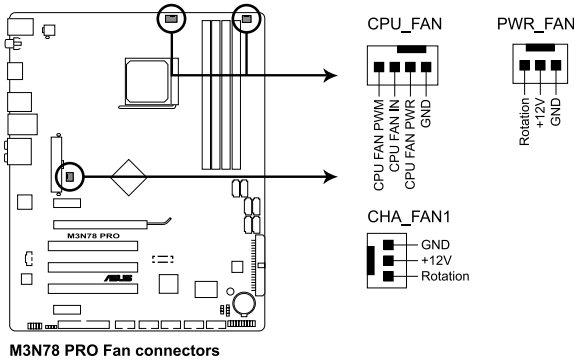 CPU_FAN
PWR_FAN
CPU FAN PWM
CPU FAN IN
CPU FAN PWR
GND
Rotation
+12V
GND
CHA_FAN1
GND
+12V
Rotation
M3N78 PRO
ASUS
M3N78 PRO Fan connectors